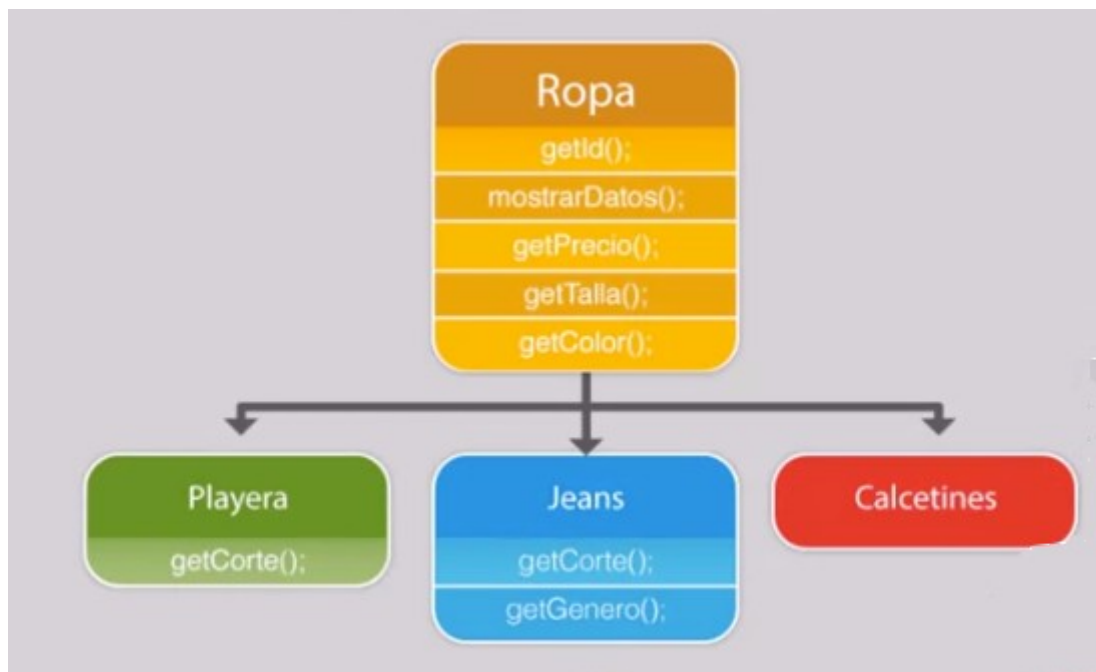 Ropa
getId();
mostrarDatos();
getPrecio();
getTalla();
getColor();
Playera
getCorte();
Jeans
getCorte();
getGenero();
Calcetines